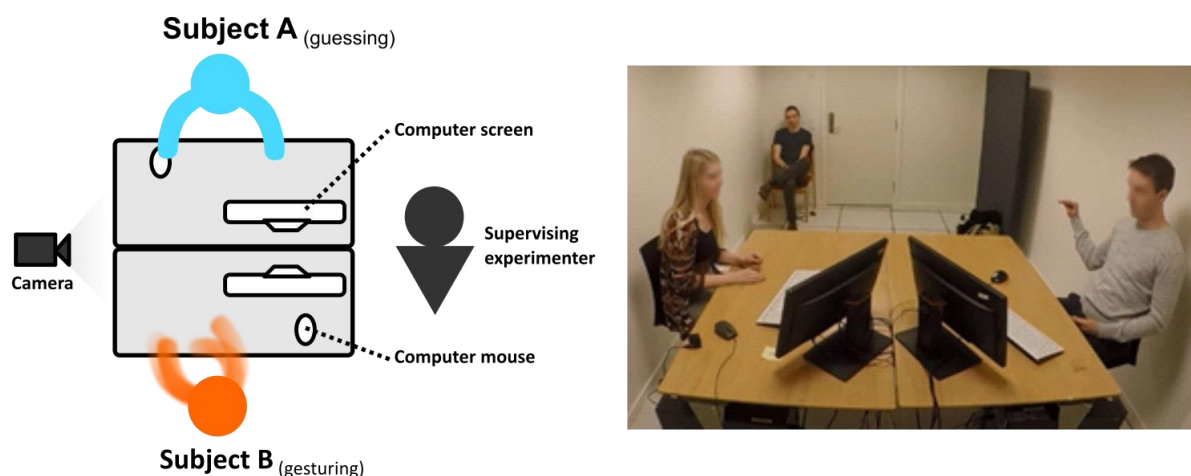 Subject A (guessing)
Computer screen
Supervising
experimenter
Camera
Computer mouse
Subject B (gesturing)